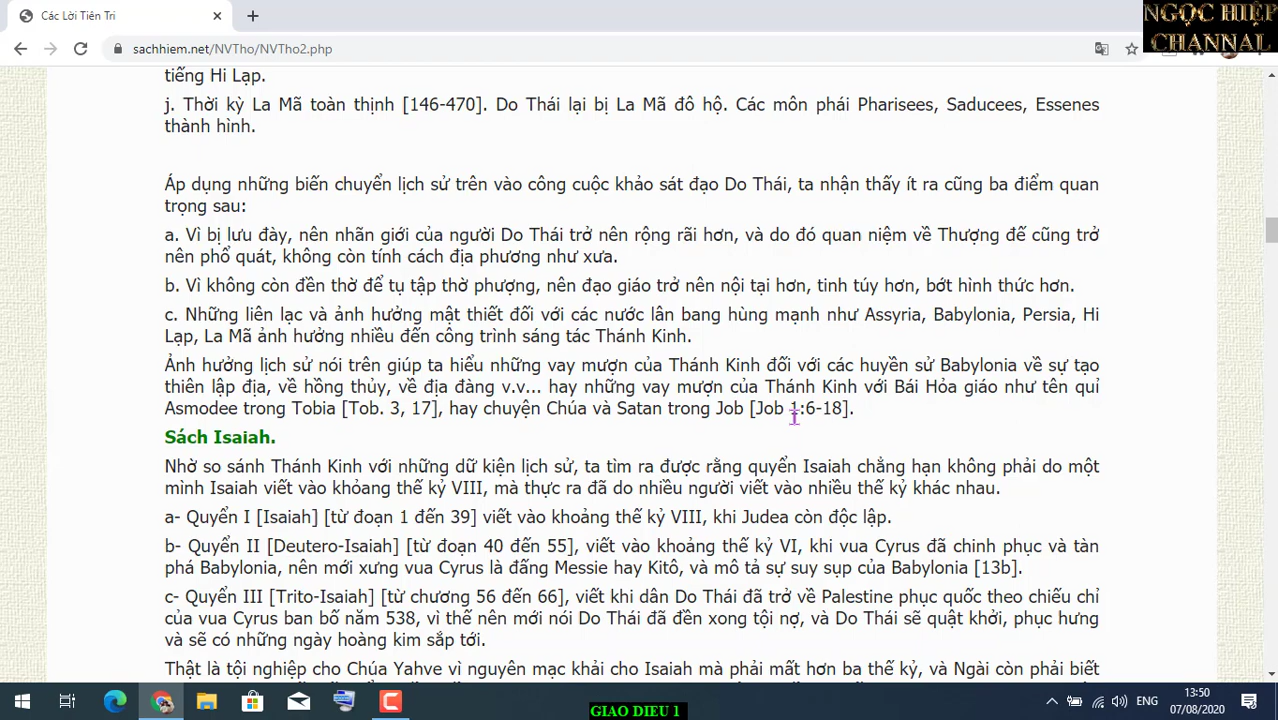 Các Lời Tiên Tri
NGỌC HIỆP
CHANNAL
sachhiem.net/NVTho/NVTho2.php
tiếng Hi Lạp.
j. Thời kỳ La Mã toàn thịnh [146-470]. Do Thái lại bị La Mã đô hộ. Các môn phái Pharisees, Saducees, Essenes
thành hình.
Áp dụng những biến chuyển lịch sử trên vào công cuộc khảo sát đạo Do Thái, ta nhận thấy ít ra cũng ba điểm quan
trọng sau:
a. Vì bị lưu đày, nên nhãn giới của người Do Thái trở nên rộng rãi hơn, và do đó quan niệm về Thượng đế cũng trở
nên phổ quát, không còn tính cách địa phương như xưa.
b. Vì không còn đền thờ để tụ tập thờ phượng, nên đạo giáo trở nên nội tại hơn, tinh túy hơn, bớt hình thức hơn.
c. Những liên lạc và ảnh hưởng mật thiết đối với các nước lân bang hùng mạnh như Assyria, Babylonia, Persia, Hi
Lạp, La Mã ảnh hưởng nhiều đến công trình sáng tác Thánh Kinh.
Ảnh hưởng lịch sử nói trên giúp ta hiểu những vay mượn của Thánh Kinh đối với các huyền sử Babylonia về sự tạo
thiên lập địa, về hồng thủy, về địa đàng v.v... hay những vay mượn của Thánh Kinh với Bái Hỏa giáo như tên quỉ
Asmodee trong Tobia [Tob. 3, 17], hay chuyện Chúa và Satan trong Job [Job 1:6-18].
Sách Isaiah.
Nhờ so sánh Thánh Kinh với những dữ kiện lịch sử, ta tìm ra được rằng quyển Isaiah chẳng hạn không phải do một
mình Isaiah viết vào khỏang thế kỷ VIII, mà thực ra đã do nhiều người viết vào nhiều thế kỷ khác nhau.
a- Quyển I [Isaiah] [từ đoạn 1 đến 39] viết vào khoảng thế kỷ VIII, khi Judea còn độc lập.
b- Quyển II [Deutero-Isaiah] [từ đoạn 40 đến 55], viết vào khoảng thế kỷ VI, khi vua Cyrus đã chinh phục và tàn
phá Babylonia, nên mới xưng vua Cyrus là đấng Messie hay Kitô, và mô tả sự suy sụp của Babylonia [13b].
c- Quyển III [Trito-Isaiah] [từ chương 56 đến 66], viết khi dân Do Thái đã trở về Palestine phục quốc theo chiếu chỉ
của vua Cyrus ban bố năm 538, vì thế nên mới nói Do Thái đã đền xong tội nợ, và Do Thái sẽ quật khởi, phục hưng
và sẽ có những ngày hoàng kim sắp tới.
Thật là tội nghiệp cho Chúa Yahve vì nguyên mạc khải cho Isaiah mà phải mất hơn ba thế kỷ, và Ngài còn phải biết
ENG
13:50
07/08/2020
GIAO DIEU 1